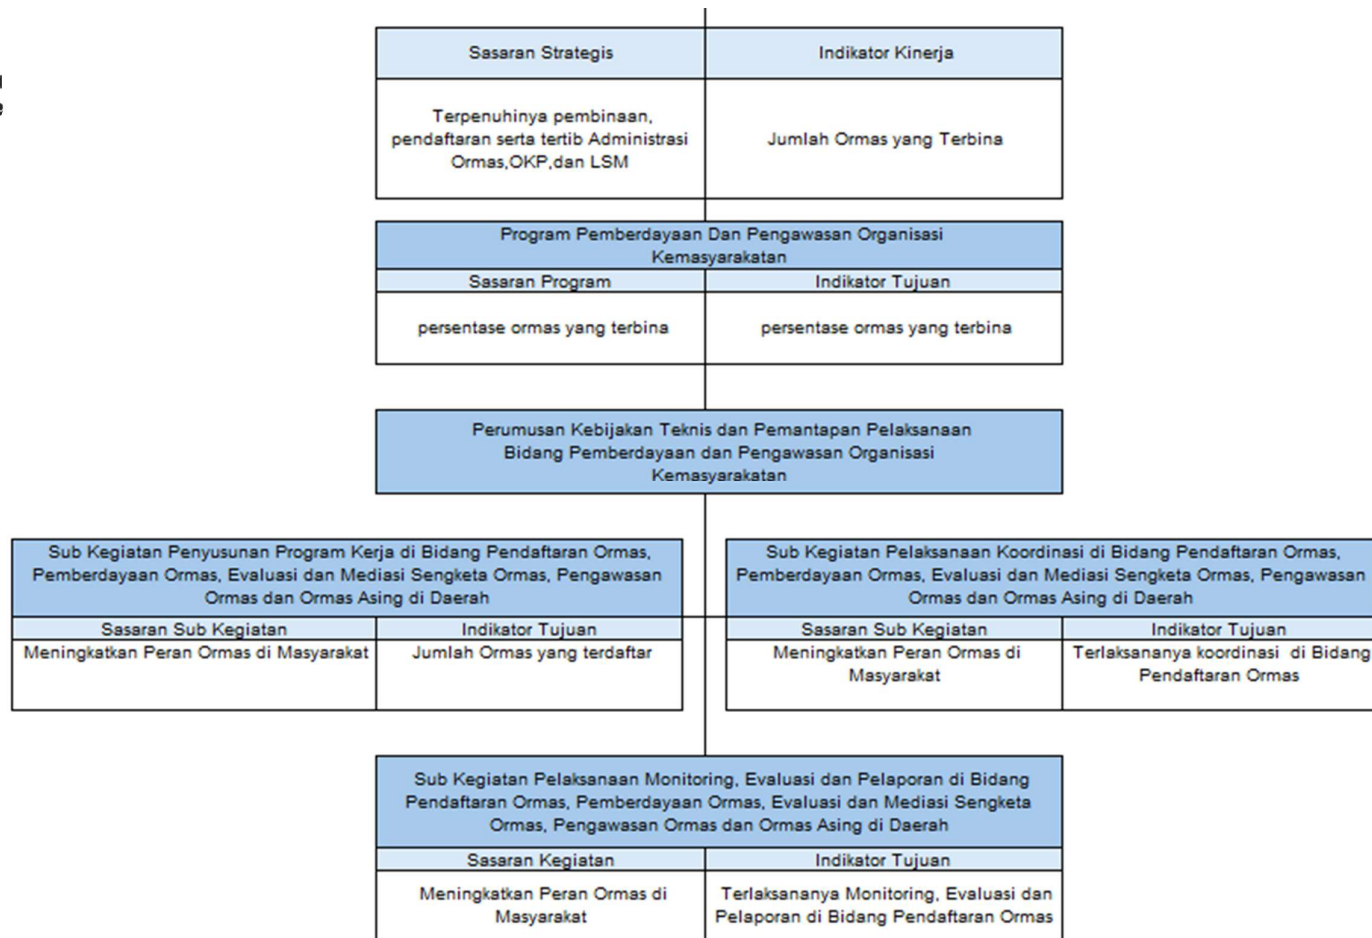 Sasaran Strategis
Indikator Kinerja
Terpenuhinya pembinaan,
pendaftaran serta tertib Administrasi
Ormas,OKP,dan LSM
Jumlah Ormas yang Terbina
Program Pemberdayaan Dan Pengawasan Organisasi
Kemasyarakatan
Sasaran Program
Indikator Tujuan
persentase ormas yang terbina
persentase ormas yang terbina
Perumusan Kebijakan Teknis dan Pemantapan Pelaksanaan
Bidang Pemberdayaan dan Pengawasan Organisasi
Kemasyarakatan
Sub Kegiatan Penyusunan Program Kerja di Bidang Pendaftaran Ormas,
Pemberdayaan Ormas, Evaluasi dan Mediasi Sengketa Ormas, Pengawasan
Ormas dan Ormas Asing di Daerah
Sasaran Sub Kegiatan
Indikator Tujuan
Meningkatkan Peran Ormas di Masyarakat
Jumlah Ormas yang terdaftar
Sub Kegiatan Pelaksanaan Koordinasi di Bidang Pendaftaran Ormas,
Pemberdayaan Ormas, Evaluasi dan Mediasi Sengketa Ormas, Pengawasan
Ormas dan Ormas Asing di Daerah
Sasaran Sub Kegiatan
Indikator Tujuan
Meningkatkan Peran Ormas di
Masyarakat
Terlaksananya koordinasi di Bidang
Pendaftaran Ormas
Sub Kegiatan Pelaksanaan Monitoring, Evaluasi dan Pelaporan di Bidang
Pendaftaran Ormas, Pemberdayaan Ormas, Evaluasi dan Mediasi Sengketa
Ormas, Pengawasan Ormas dan Ormas Asing di Daerah
Sasaran Kegiatan
Indikator Tujuan
Meningkatkan Peran Ormas di
Masyarakat
Terlaksananya Monitoring, Evaluasi dan
Pelaporan di Bidang Pendaftaran Ormas